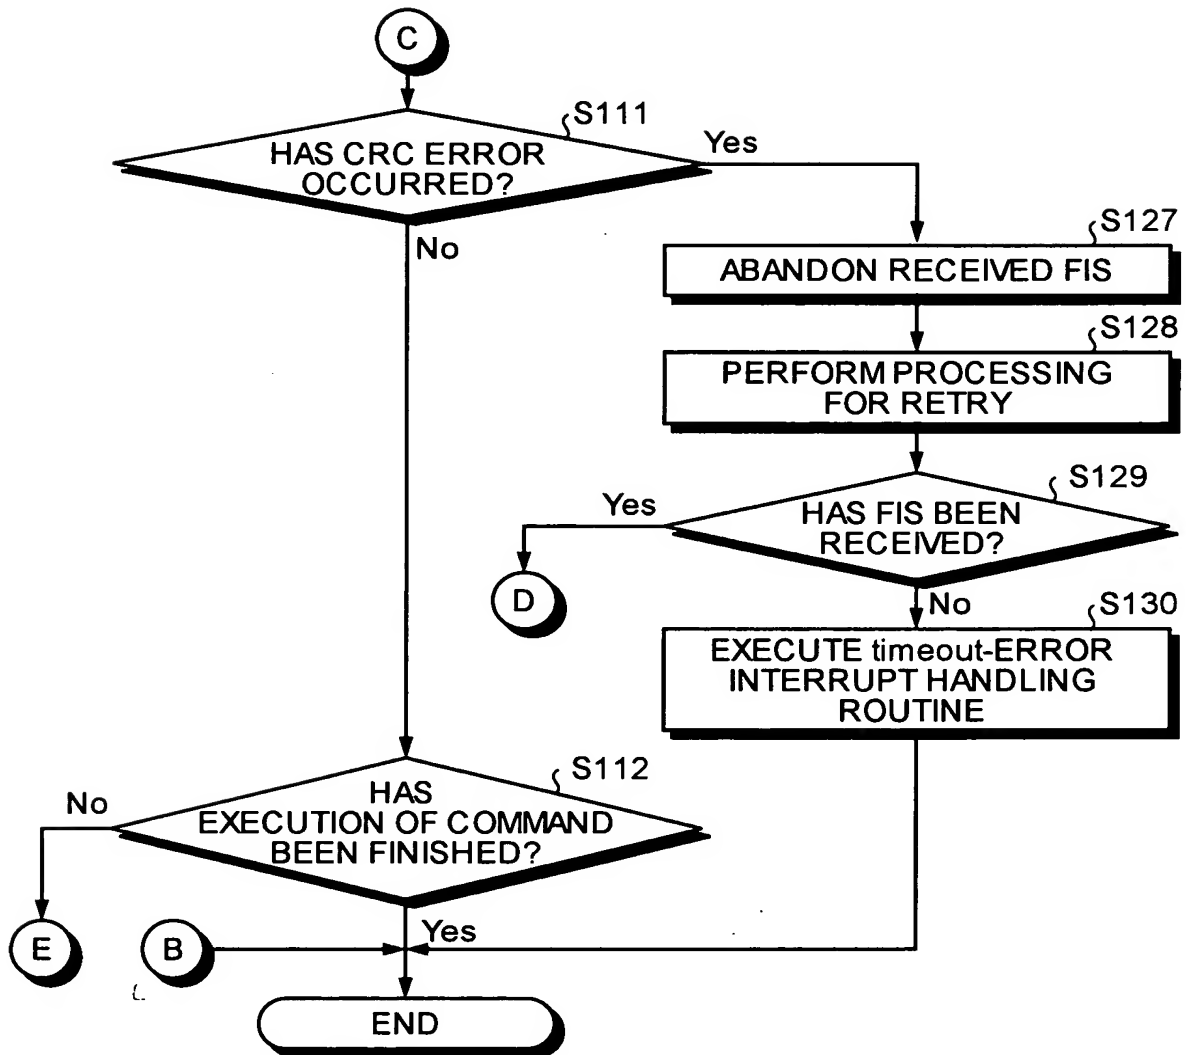 C
S111
HAS CRC ERROR
OCCURRED?
Yes
No
S127
ABANDON RECEIVED FIS
S128
PERFORM PROCESSING
FOR RETRY
S129
HAS FIS BEEN
RECEIVED?
Yes
D
No
S130
EXECUTE timeout-ERROR
INTERRUPT HANDLING
ROUTINE
S112
HAS
EXECUTION OF COMMAND
BEEN FINISHED?
No
E
B
Yes
END